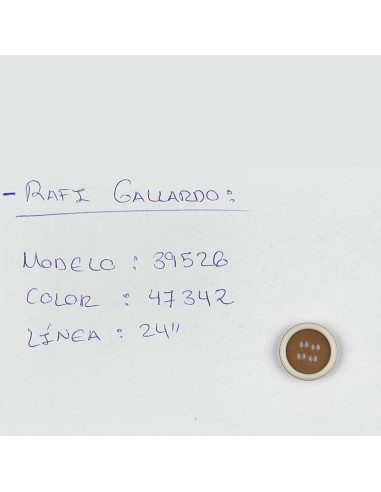 - RAFI GALLARDO:
MODELO : 39526
COLOR : 47342
LÍNEA : 24"